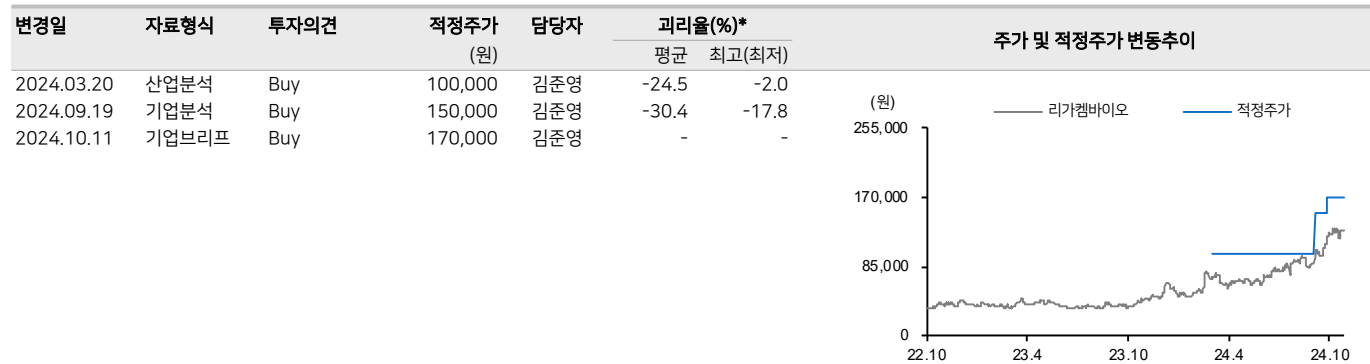 변경일 자료형식 투자의견 적정주가 담당자 괴리율(%)* 주가 및 적정주가 변동추이
(원) 평균 최고(최저)
2024.03.20 산업분석 Buy 100,000 김준영 -24.5 -2.0
2024.09.19 기업분석 Buy 150,000 김준영 -30.4 -17.8
2024.10.11 기업브리프 Buy 170,000 김준영 - -
(원) 리가켐바이오 적정주가
255,000
170,000
85,000
0
22.10 23.4 23.10 24.4 24.10